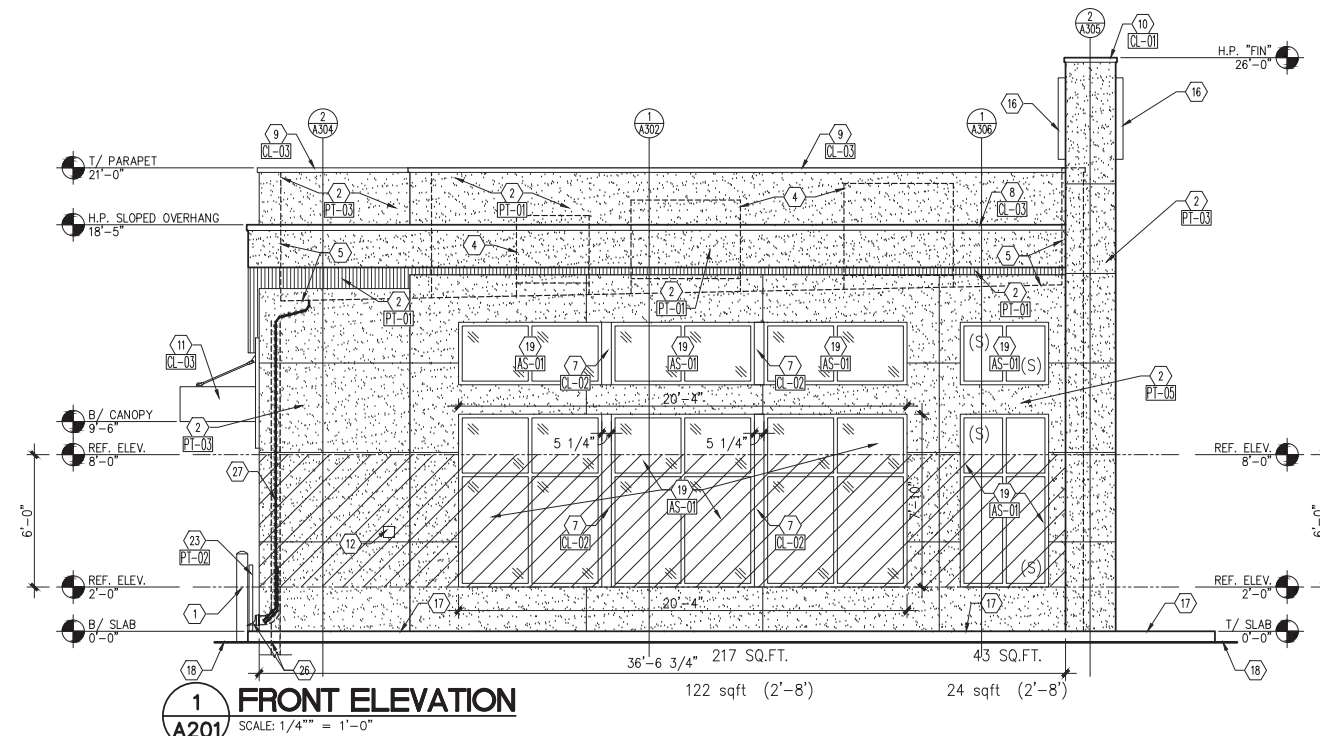 2
A305
10
CL-01
H.P. "FIN"
26'-0"
16
16
9
CL-03
2
A304
1
A302
9
CL-03
1
A306
T/ PARAPET
21'-0"
2
PT-03
2
PT-01
4
8
CL-03
2
PT-03
H.P. SLOPED OVERHANG
18'-5"
5
4
5
2
PT-01
2
PT-01
2
PT-01
11
CL-03
19
AS-01
7
CL-02
19
AS-01
7
CL-02
19
AS-01
(S)
19
AS-01
(S)
2
PT-05
20'-4"
B/ CANOPY
9'-6"
2
PT-03
5 1/4"
5 1/4"
(S)
REF. ELEV.
8'-0"
REF. ELEV.
8'-0"
27
19
AS-01
7'-10"
19
AS-01
6'-0"
6'-0"
12
7
CL-02
7
CL-02
23
PT-02
(S)
REF. ELEV.
2'-0"
REF. ELEV.
2'-0"
1
20'-4"
17
17
17
B/ SLAB
0'-0"
T/ SLAB
0'-0"
18
26
36'-6 3/4"
217 SQ.FT.
43 SQ.FT.
18
122 sqft (2'-8')
24 sqft (2'-8')
1
A201
FRONT ELEVATION
SCALE: 1/4"" = 1'-0"